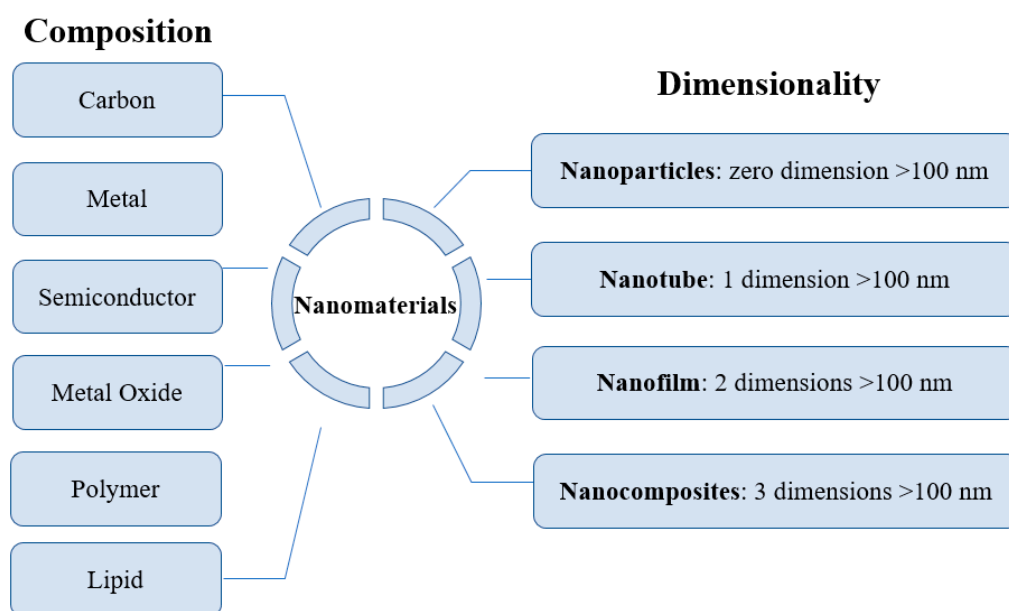 Composition
Carbon
Metal
Semiconductor
Metal Oxide
Polymer
Lipid
Nanomaterials
Dimensionality
Nanoparticles: zero dimension >100 nm
Nanotube: 1 dimension >100 nm
Nanofilm: 2 dimensions >100 nm
Nanocomposites: 3 dimensions >100 nm